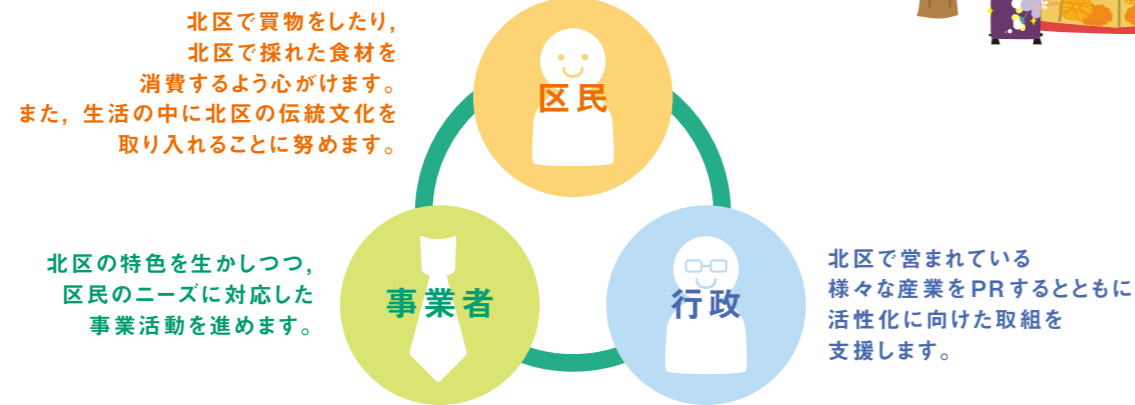 北区で買物をしたり,
北区で採れた食材を
消費するよう心がけます。
また, 生活の中に北区の伝統文化を
取り入れることに努めます。
区民
北区の特色を生かしつつ,
区民のニーズに対応した
事業活動を進めます。
事業者
行政
北区で営まれている
様々な産業をPRするとともに
活性化に向けた取組を
支援します。